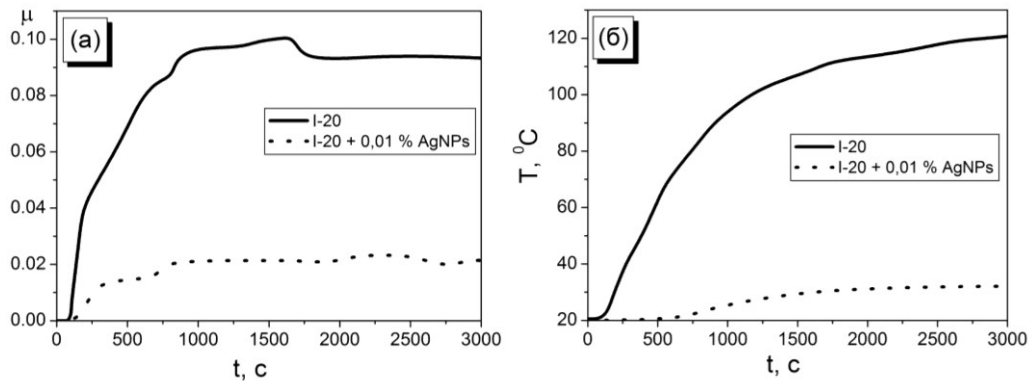 μ
(а)
0.10
0.08
0.06
0.04
0.02
0.00
I-20
I-20 + 0,01 % AgNPs
0 500 1000 1500 2000 2500 3000
t, c
(б)
T, ⁰C
120
100
80
60
40
20
I-20
I-20 + 0,01 % AgNPs
0 500 1000 1500 2000 2500 3000
t, c